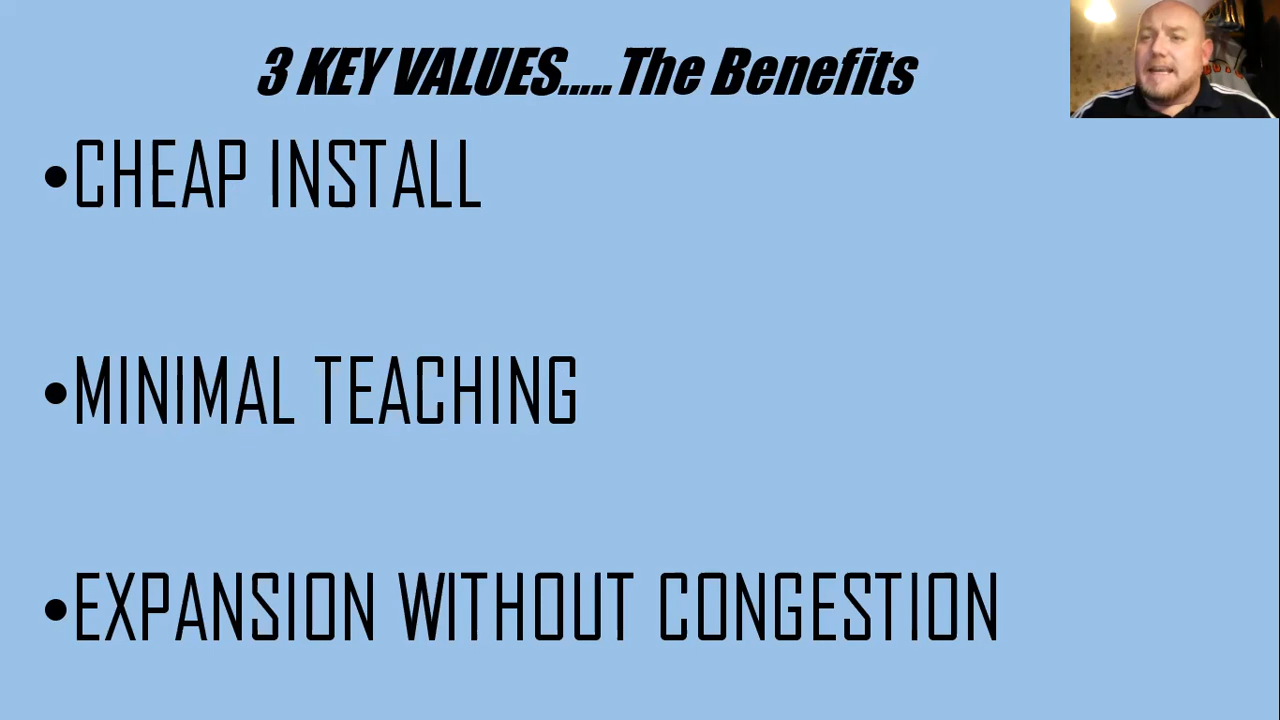 3 KEY VALUES.....The Benefits
•CHEAP INSTALL
•MINIMAL TEACHING
•EXPANSION WITHOUT CONGESTION